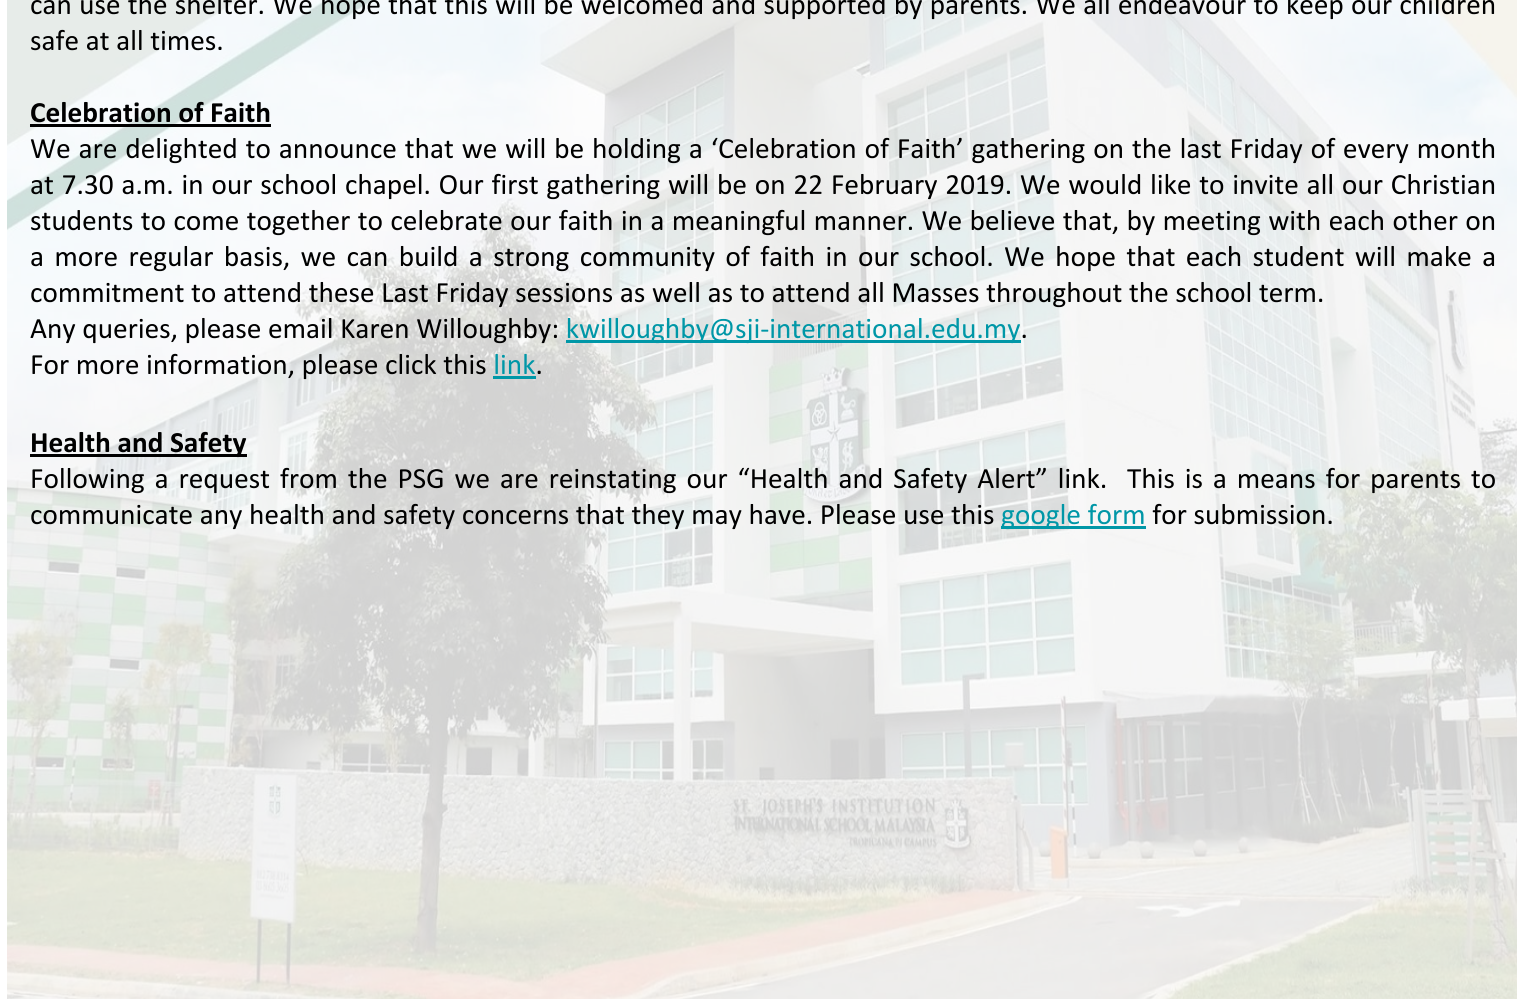 can use the shelter. We hope that this will be welcomed and supported by parents. We all endeavour to keep our children
safe at all times.
Celebration of Faith
We are delighted to announce that we will be holding a ‘Celebration of Faith’ gathering on the last Friday of every month
at 7.30 a.m. in our school chapel. Our first gathering will be on 22 February 2019. We would like to invite all our Christian
students to come together to celebrate our faith in a meaningful manner. We believe that, by meeting with each other on
a more regular basis, we can build a strong community of faith in our school. We hope that each student will make a
commitment to attend these Last Friday sessions as well as to attend all Masses throughout the school term.
Any queries, please email Karen Willoughby: kwilloughby@sji-international.edu.my.
For more information, please click this link.
Health and Safety
Following a request from the PSG we are reinstating our “Health and Safety Alert” link. This is a means for parents to
communicate any health and safety concerns that they may have. Please use this google form for submission.
ST. JOSEPH'S INSTITUTION
INTERNATIONAL SCHOOL MALAYSIA
TROPICANA PJ CAMPUS